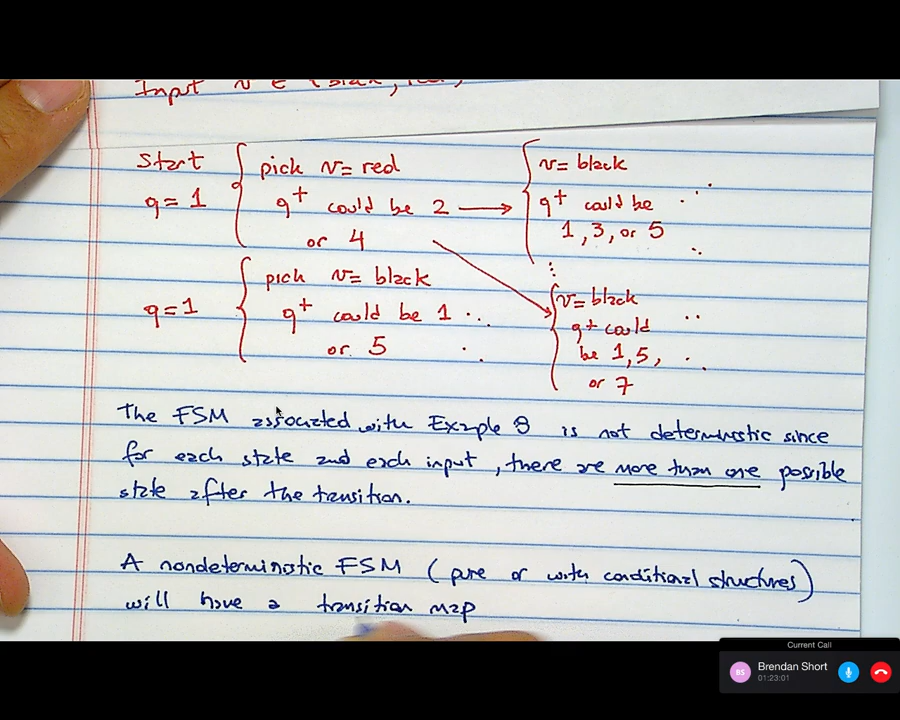 Input v ∈ {black,
Start
q = 1
pick v = red
q⁺ could be 2 ⟶
or 4
v = black
q⁺ could be
1, 3, or 5
q = 1
pick v = black
q⁺ could be 1 ...
or 5
v = black
q⁺ could
be 1, 5,
or 7
The FSM associated with Example 8 is not deterministic since
for each state and each input, there are more than one possible
state after the transition.
A nondeterministic FSM (pure or with conditional structures)
will have a transition map
Current Call
BS
Brendan Short
01:23:01